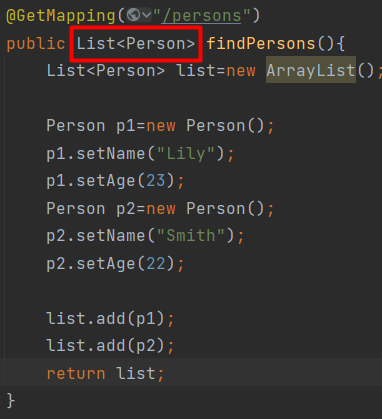 @GetMapping("/persons")
public List<Person> findPersons(){
List<Person> list=new ArrayList();
Person p1=new Person();
p1.setName("Lily");
p1.setAge(23);
Person p2=new Person();
p2.setName("Smith");
p2.setAge(22);
list.add(p1);
list.add(p2);
return list;
}